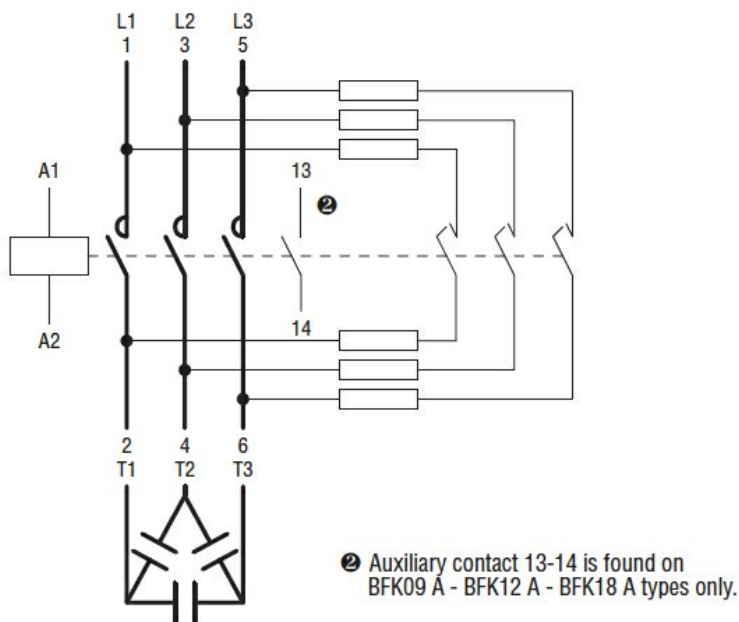 L1 L2 L3
1 3 5
A1
13
❷
A2
14
2 4 6
T1 T2 T3
❷ Auxiliary contact 13-14 is found on
BFK09 A - BFK12 A - BFK18 A types only.